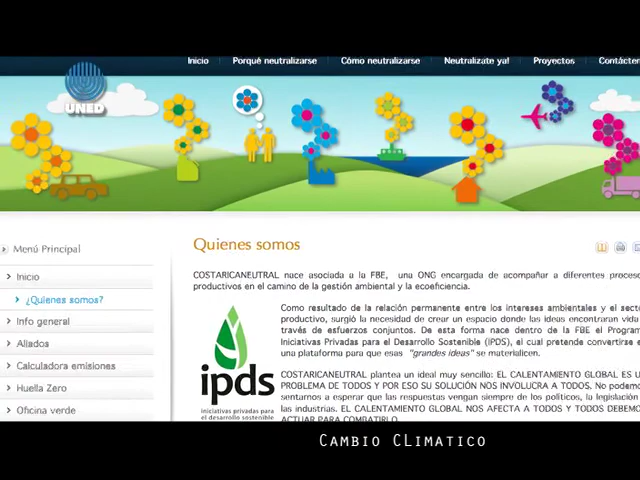 Inicio Porqué neutralizarse Cómo neutralizarse Neutralizate ya! Proyectos Contácten
UNED
Menú Principal
Quienes somos
Inicio
¿Quienes somos?
Info general
Aliados
Calculadora emisiones
Huella Zero
Oficina verde
COSTARICANEUTRAL nace asociada a la FBE, una ONG encargada de acompañar a diferentes proceso
productivos en el camino de la gestión ambiental y la ecoeficiencia.
Como resultado de la relación permanente entre los intereses ambientales y el secto
productivo, surgió la necesidad de crear un espacio donde las ideas encontraran vida
través de esfuerzos conjuntos. De esta forma nace dentro de la FBE el Program
Iniciativas Privadas para el Desarrollo Sostenible (IPDS), el cual pretende convertirse e
una plataforma para que esas "grandes ideas" se materialicen.
ipds
iniciativas privadas para
el desarrollo sostenible
COSTARICANEUTRAL plantea un ideal muy sencillo: EL CALENTAMIENTO GLOBAL ES U
PROBLEMA DE TODOS Y POR ESO SU SOLUCIÓN NOS INVOLUCRA A TODOS. No podemo
sentarnos a esperar que las respuestas vengan siempre de los políticos, la legislación
las industrias. EL CALENTAMIENTO GLOBAL NOS AFECTA A TODOS Y TODOS DEBEMO
ACTUAR PARA COMBATIRLO
CAMBIO CLIMATICO